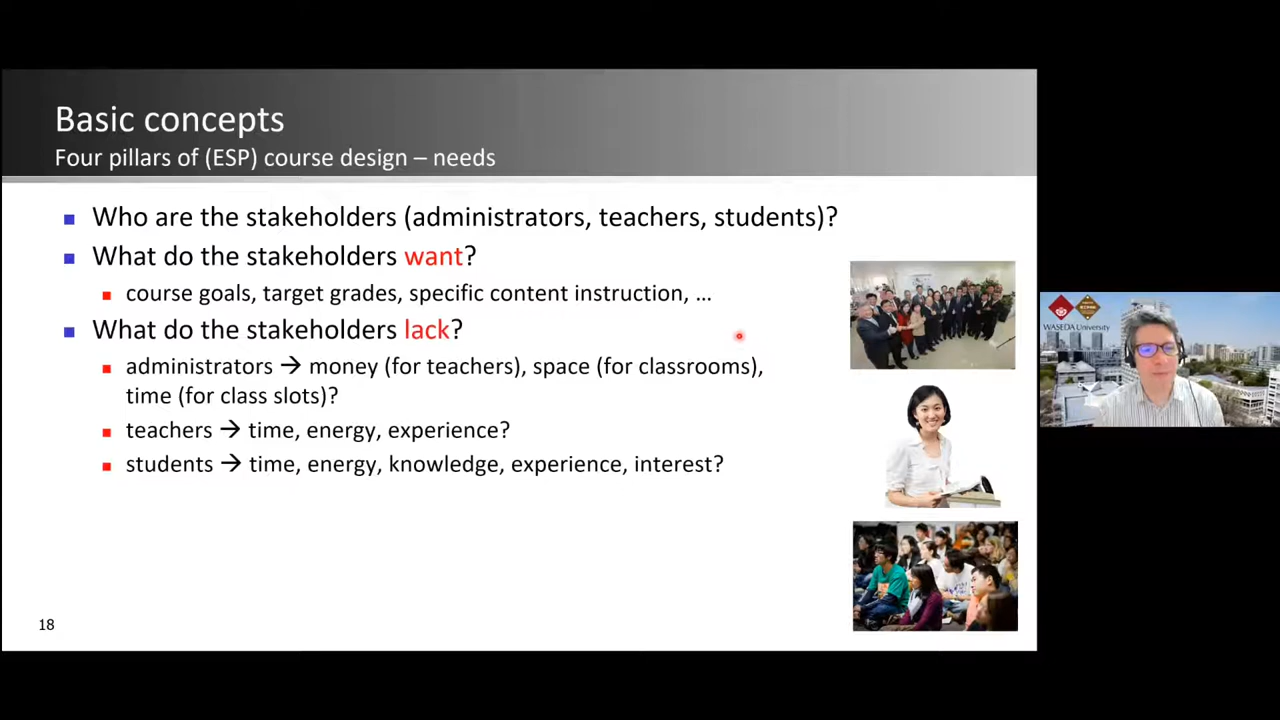 Basic concepts
Four pillars of (ESP) course design – needs
Who are the stakeholders (administrators, teachers, students)?
What do the stakeholders want?
course goals, target grades, specific content instruction, ...
What do the stakeholders lack?
administrators → money (for teachers), space (for classrooms),
time (for class slots)?
teachers → time, energy, experience?
students → time, energy, knowledge, experience, interest?
18
WASEDA University